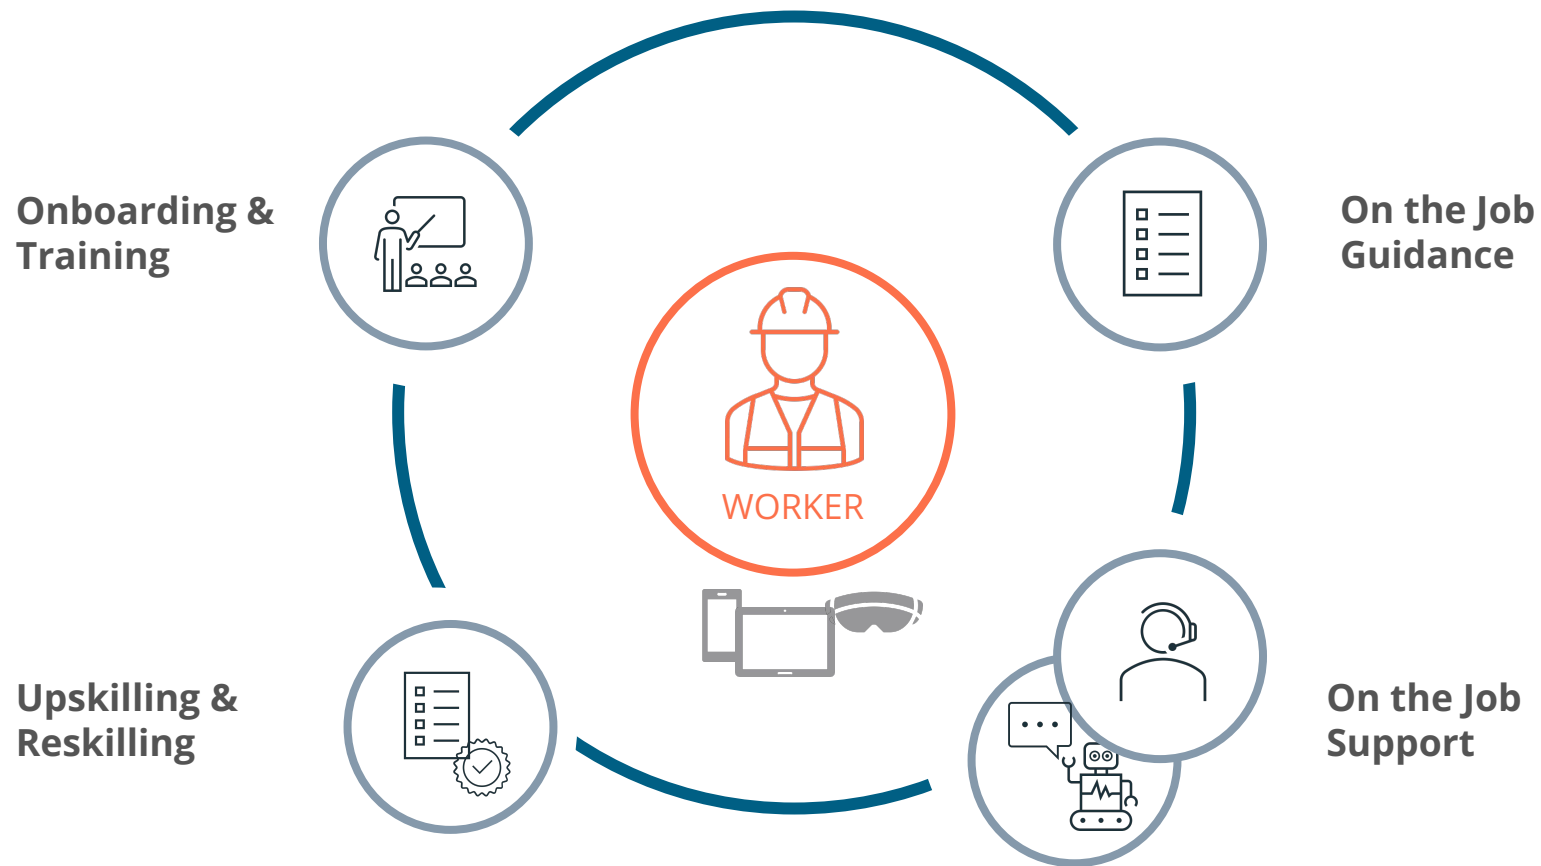 Onboarding &
Training
On the Job
Guidance
WORKER
Upskilling &
Reskilling
On the Job
Support